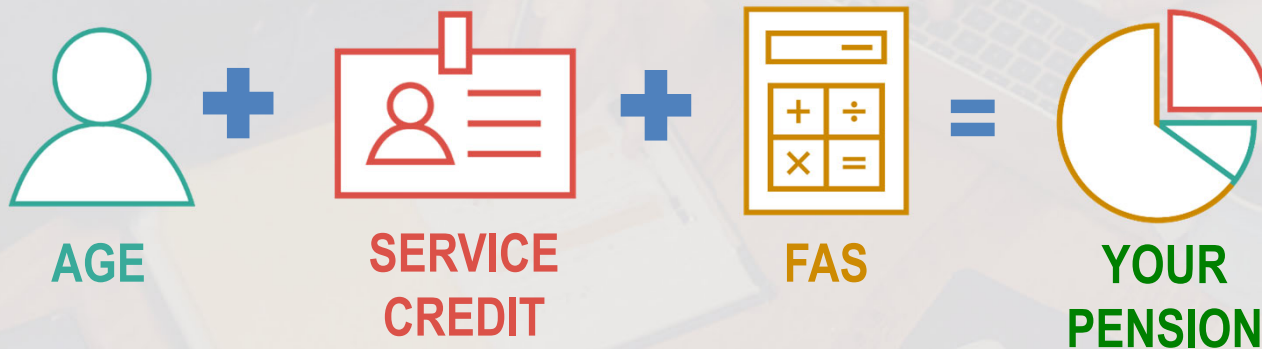 AGE
SERVICE
CREDIT
FAS
YOUR
PENSION